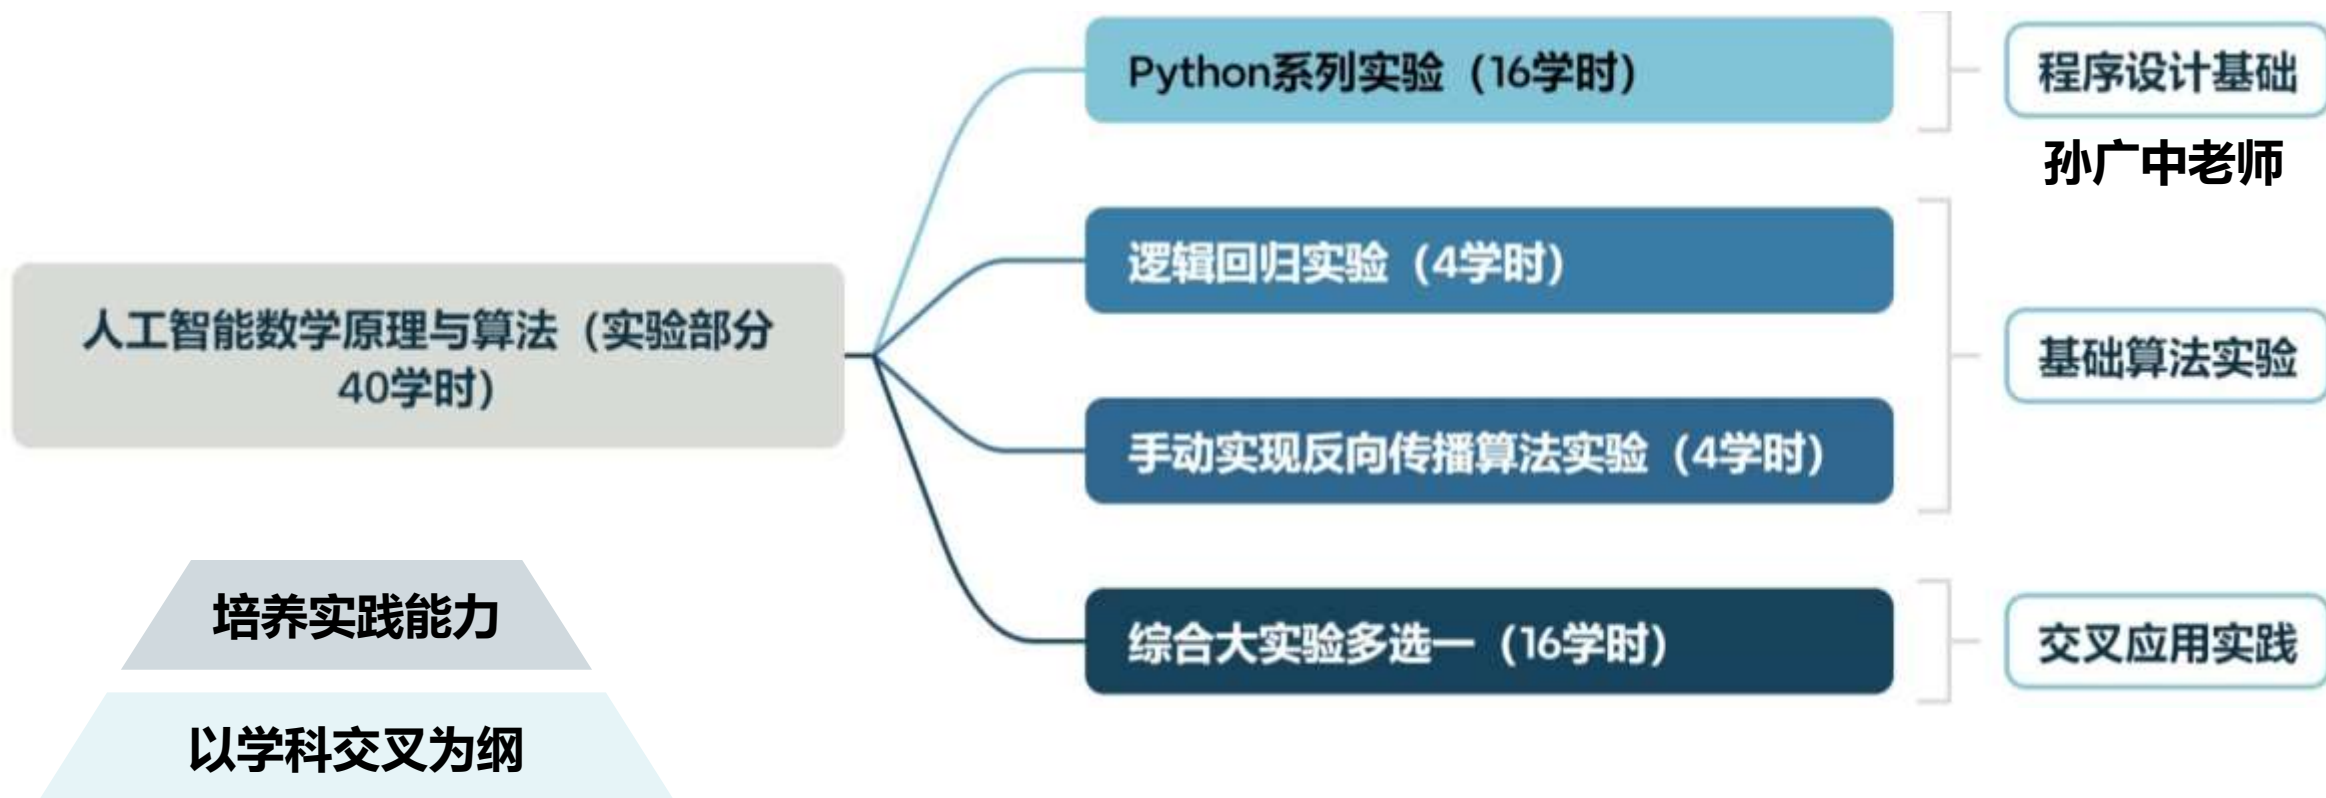 Python系列实验（16学时）
程序设计基础
孙广中老师
逻辑回归实验（4学时）
人工智能数学原理与算法（实验部分
40学时）
基础算法实验
手动实现反向传播算法实验（4学时）
综合大实验多选一（16学时）
交叉应用实践
培养实践能力
以学科交叉为纲